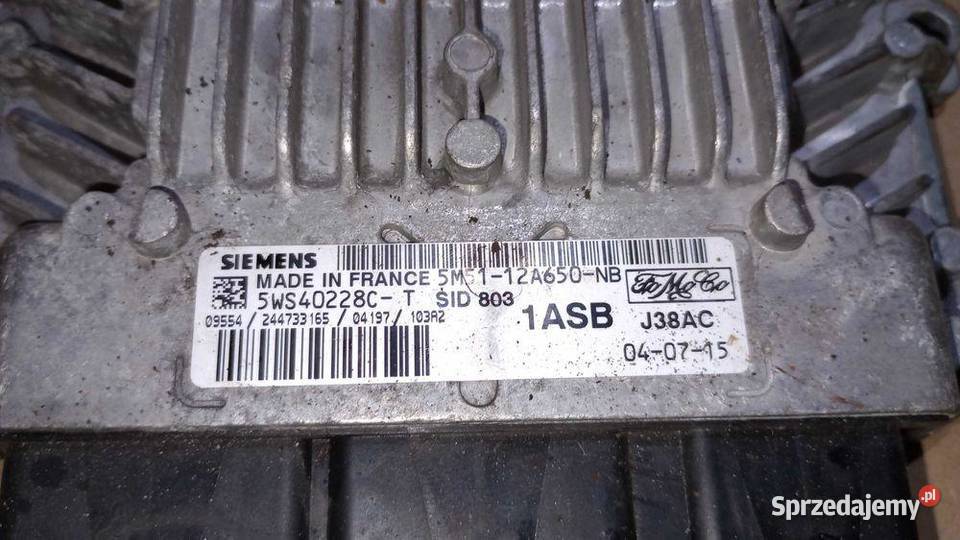 SIEMENS
MADE IN FRANCE 5M51-12A650-NB FoMoCo
5WS40228C-T SID 803
09554/244733165/04197/103A2 1ASB J38AC
04-07-15
Sprzedajemy.pl